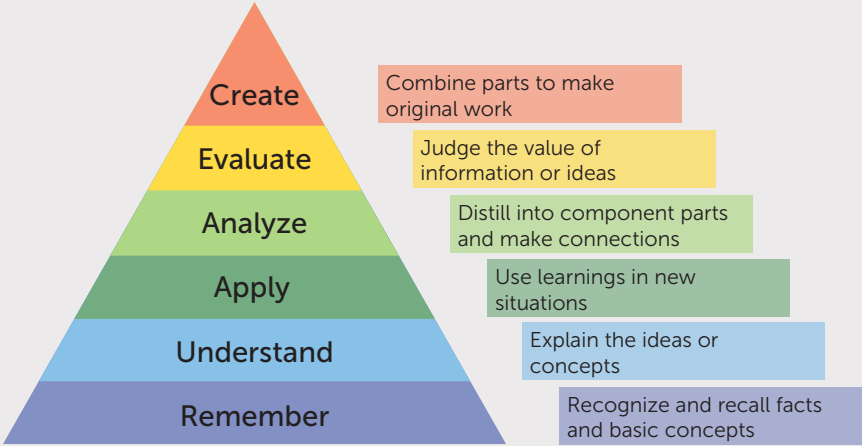 Create
Combine parts to make
original work
Evaluate
Judge the value of
information or ideas
Analyze
Distill into component parts
and make connections
Apply
Use learnings in new
situations
Understand
Explain the ideas or
concepts
Remember
Recognize and recall facts
and basic concepts